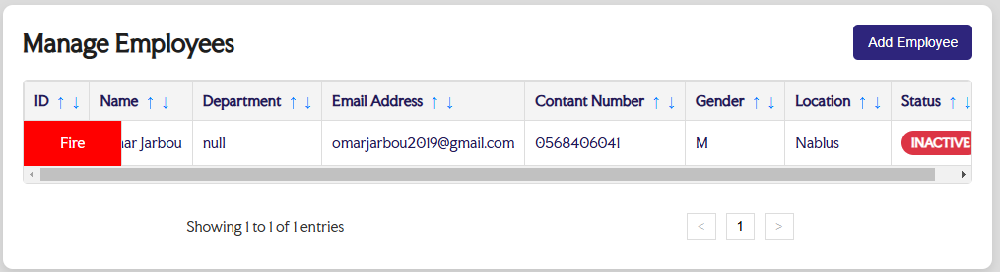 Manage Employees
Add Employee
ID ↑ ↓ Name ↑ ↓ Department ↑ ↓ Email Address ↑ ↓ Contant Number ↑ ↓ Gender ↑ ↓ Location ↑ ↓ Status ↑ ↓
Fire mar Jarbou null omarjarbou2019@gmail.com 0568406041 M Nablus INACTIVE
Showing 1 to 1 of 1 entries
< 1 >